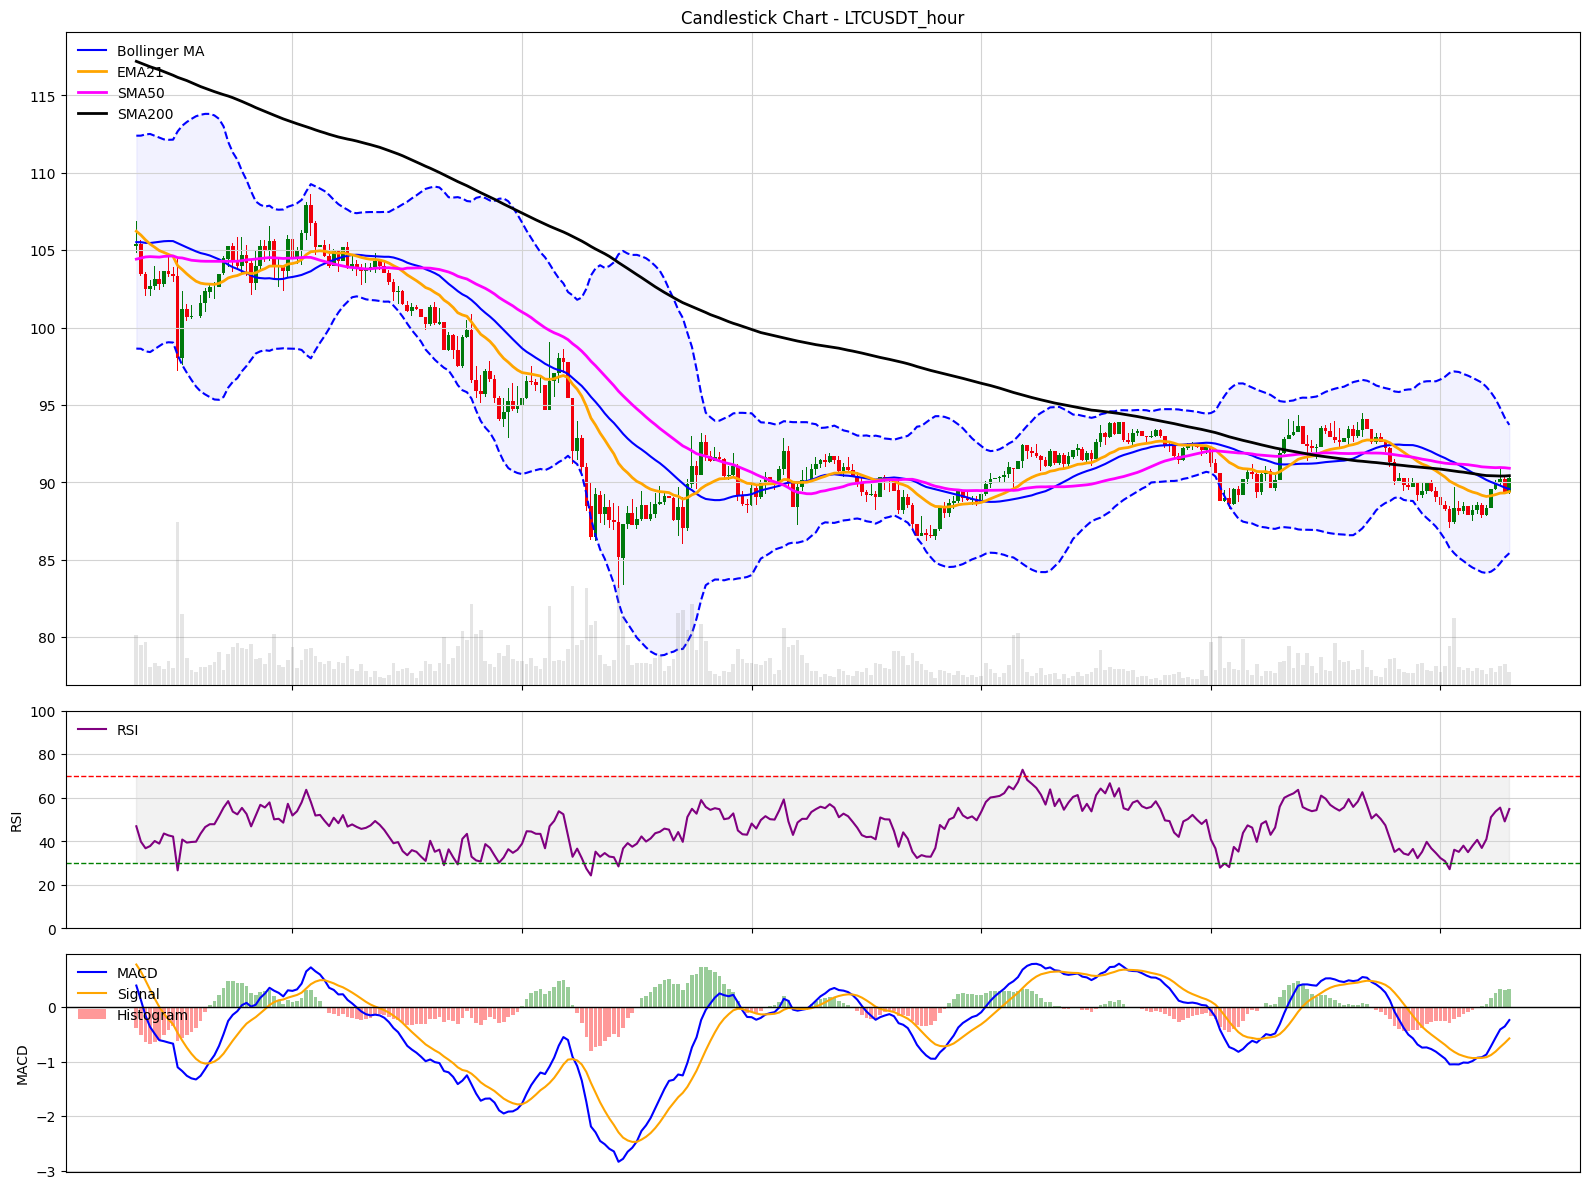 Candlestick Chart - LTCUSDT_hour
Bollinger MA
EMA21
SMA50
SMA200
115
110
105
100
95
90
85
80
RSI
100
80
60
40
20
0
RSI
MACD
Signal
Histogram
0
−1
−2
−3
MACD